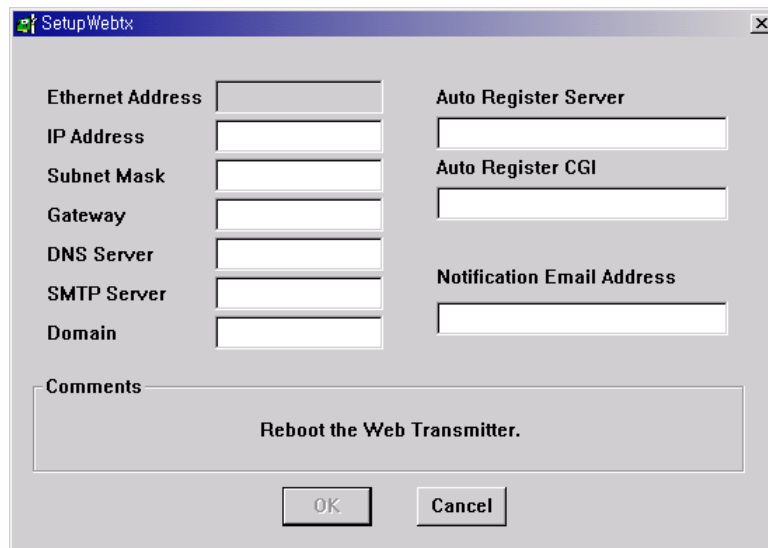 SetupWebtx
Ethernet Address
IP Address
Subnet Mask
Gateway
DNS Server
SMTP Server
Domain
Auto Register Server
Auto Register CGI
Notification Email Address
Comments
Reboot the Web Transmitter.
OK
Cancel